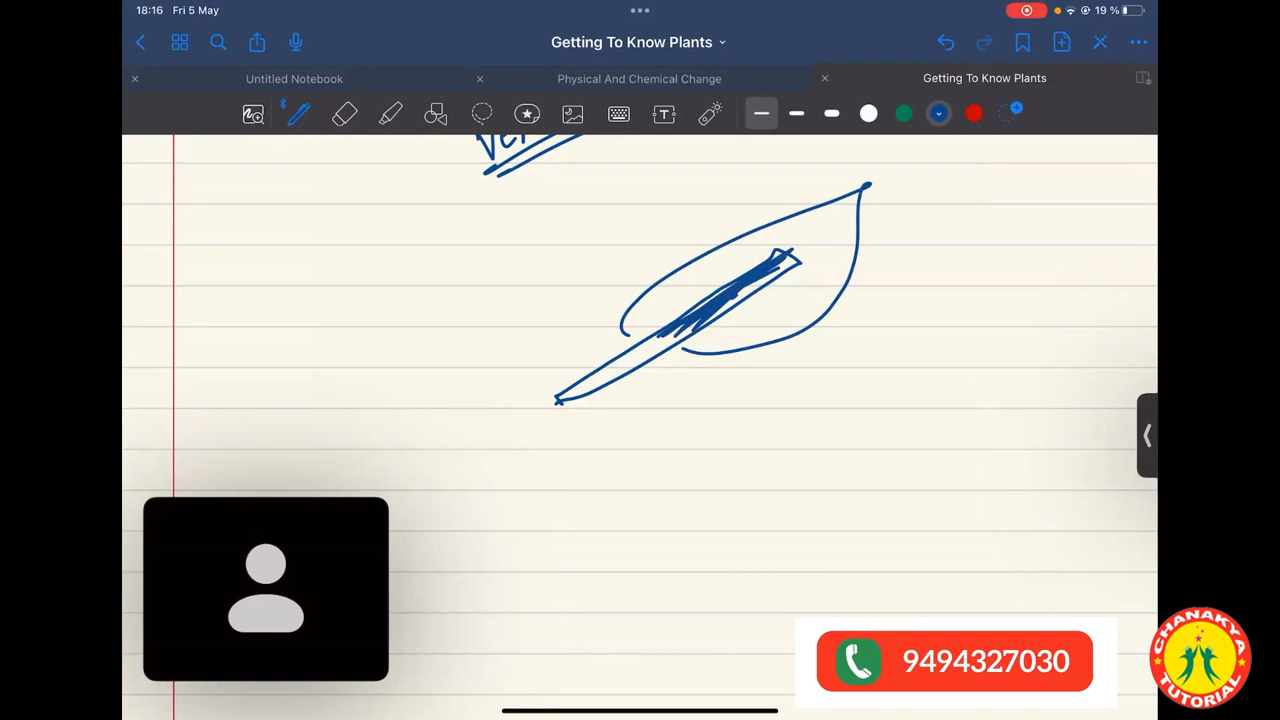 18:16 Fri 5 May
19 %
Getting To Know Plants
Untitled Notebook
Physical And Chemical Change
Getting To Know Plants
T
9494327030
CHANAKYA
TUTORIAL